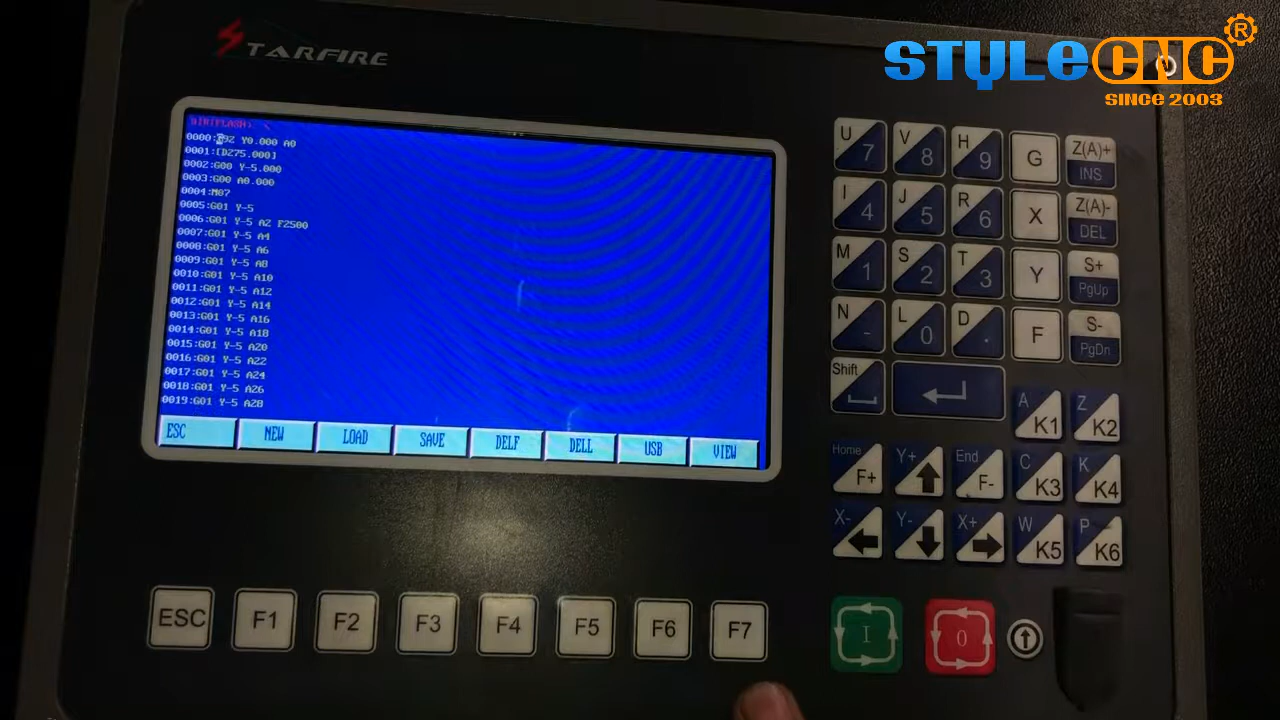 STARFIRE
STYLECNC®
SINCE 2003
DIR(FLASH)
0000:G92 Y0.000 A0
0001:[D275.000]
0002:G00 Y-5.000
0003:G00 A0.000
0004:M07
0005:G01 Y-5
0006:G01 Y-5 A2 F2500
0007:G01 Y-5 A4
0008:G01 Y-5 A6
0009:G01 Y-5 A8
0010:G01 Y-5 A10
0011:G01 Y-5 A12
0012:G01 Y-5 A14
0013:G01 Y-5 A16
0014:G01 Y-5 A18
0015:G01 Y-5 A20
0016:G01 Y-5 A22
0017:G01 Y-5 A24
0018:G01 Y-5 A26
0019:G01 Y-5 A28
ESC NEW LOAD SAVE DELF DELL USB VIEW
U 7 V 8 H 9 G Z(A)+ INS
I 4 J 5 R 6 X Z(A)- DEL
M 1 S 2 T 3 Y S+ PgUp
N - L 0 D . F S- PgDn
Shift
A K1 Z K2
Home F+ Y+ End F- C K3 K K4
X- Y- X+ W K5 P K6
ESC F1 F2 F3 F4 F5 F6 F7
I 0